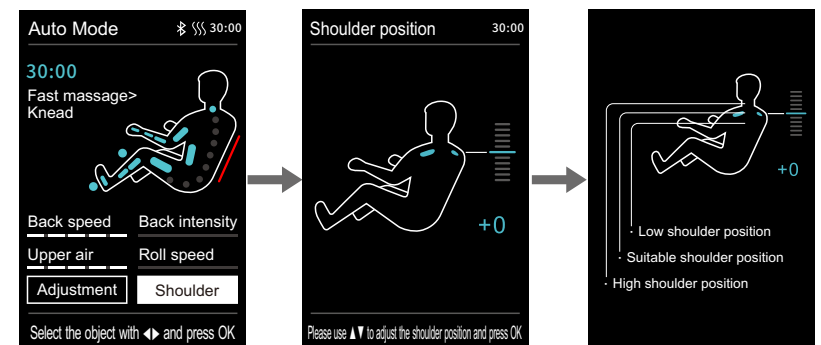 Auto Mode 30:00
30:00
Fast massage>
Knead
Back speed Back intensity
Upper air Roll speed
Adjustment Shoulder
Select the object with ◀▶ and press OK
Shoulder position 30:00
+0
Please use ▲▼ to adjust the shoulder position and press OK
+0
· Low shoulder position
· Suitable shoulder position
· High shoulder position